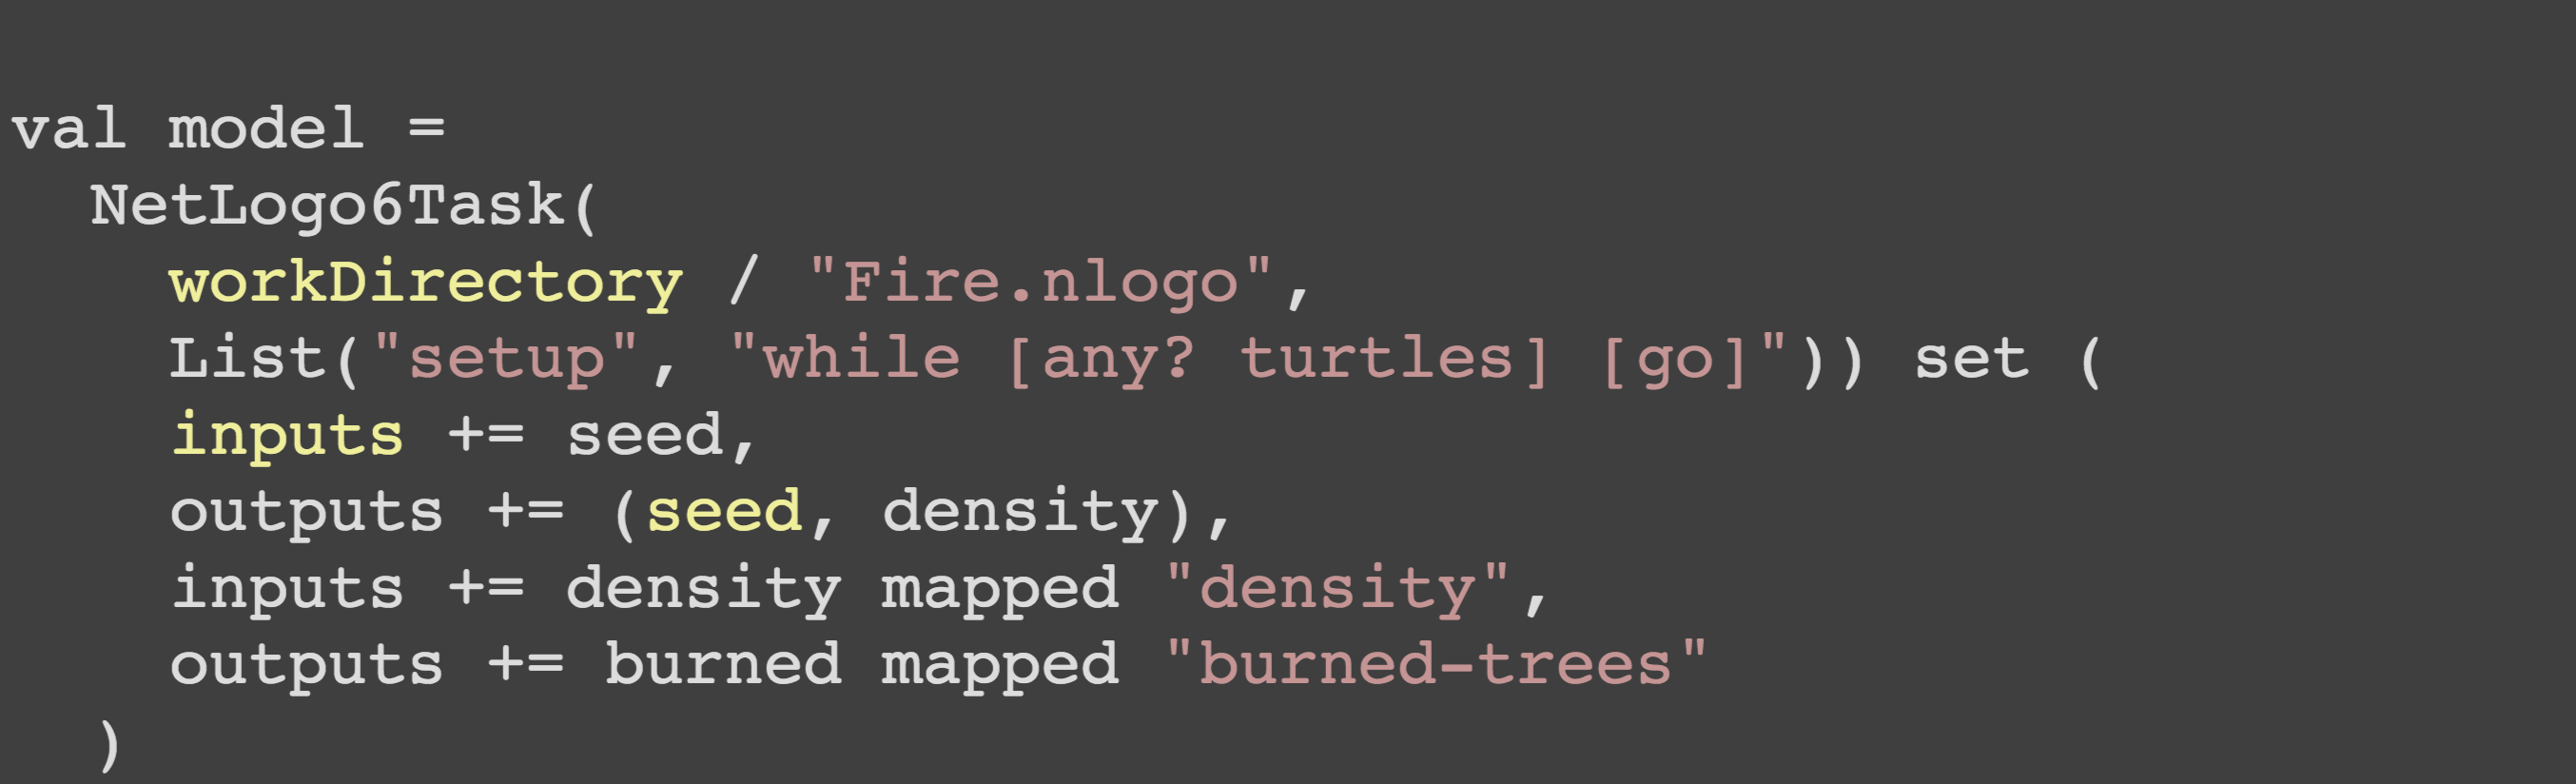 val model =
  NetLogo6Task(
    workDirectory / "Fire.nlogo",
    List("setup", "while [any? turtles] [go]")) set (
    inputs += seed,
    outputs += (seed, density),
    inputs += density mapped "density",
    outputs += burned mapped "burned-trees"
  )